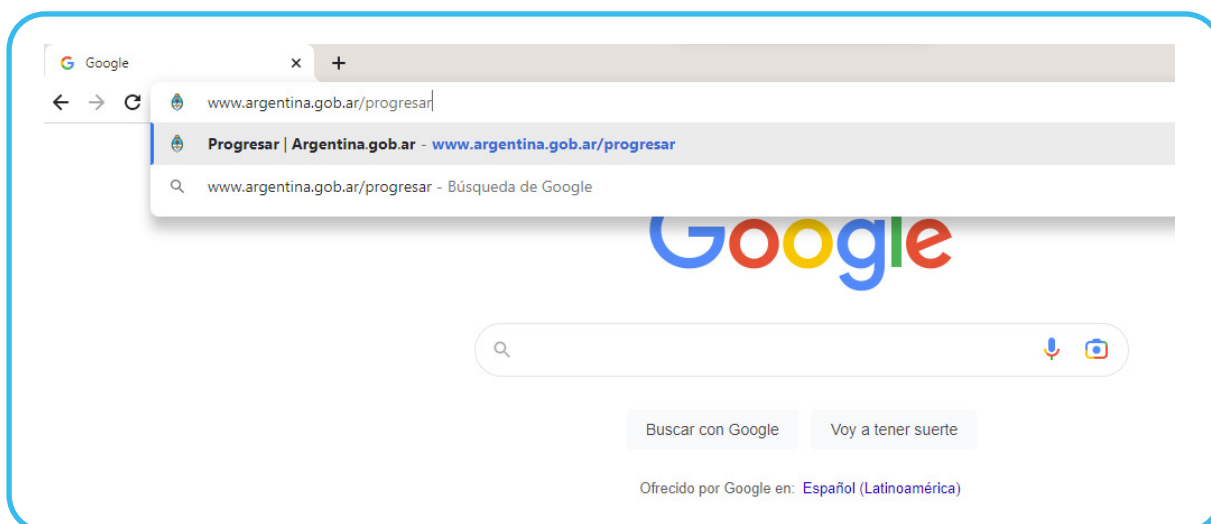 Google
www.argentina.gob.ar/progresar
Progresar | Argentina.gob.ar - www.argentina.gob.ar/progresar
www.argentina.gob.ar/progresar - Búsqueda de Google
Google
Buscar con Google Voy a tener suerte
Ofrecido por Google en: Español (Latinoamérica)